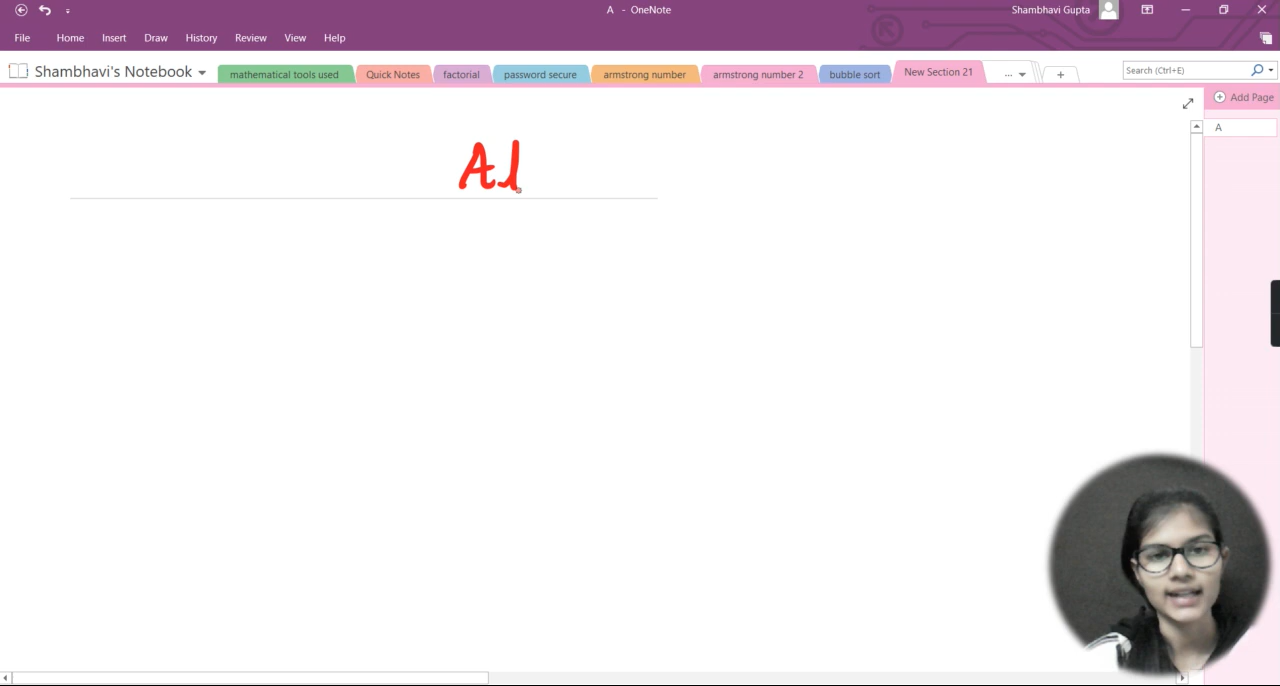 A - OneNote
Shambhavi Gupta
File Home Insert Draw History Review View Help
Shambhavi's Notebook
mathematical tools used
Quick Notes
factorial
password secure
armstrong number
armstrong number 2
bubble sort
New Section 21
...
+
Search (Ctrl+E)
Add Page
A
Al